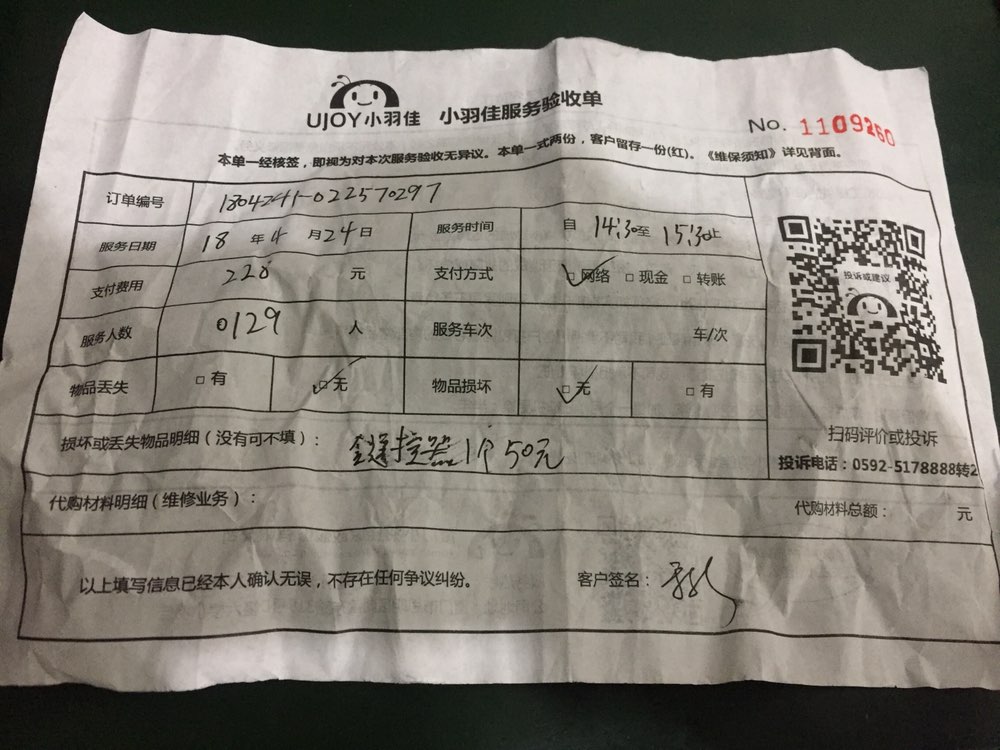 UJOY小羽佳 小羽佳服务验收单
No. 1109260
本单一经核签，即视为对本次服务验收无异议。本单一式两份，客户留存一份(红)。《维保须知》详见背面。
订单编号 1804241-022570297
服务日期 18 年 4 月 24 日 服务时间 自 14:30 至 15:30 止
支付费用 220 元 支付方式 □网络 □现金 □转账
服务人数 0129 人 服务车次 车/次
物品丢失 □有 □无 物品损坏 □无 □有
投诉或建议
损坏或丢失物品明细（没有可不填）： 遥控器1个50元
扫码评价或投诉
投诉电话：0592-5178888转2
代购材料明细（维修业务）： 代购材料总额： 元
以上填写信息已经本人确认无误，不存在任何争议纠纷。 客户签名：